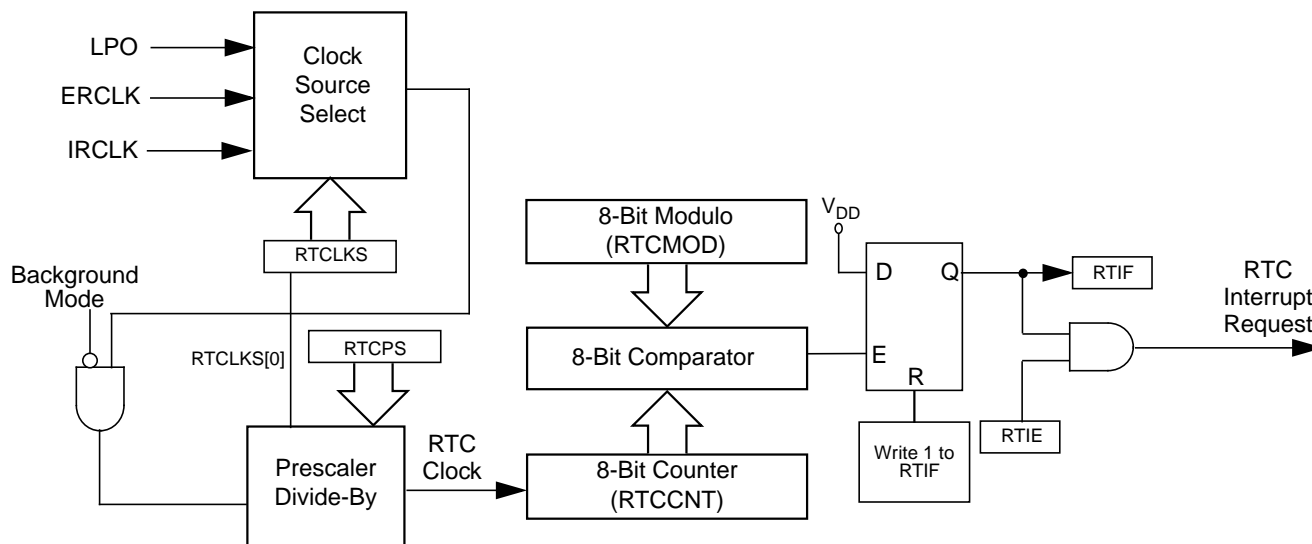 LPO
ERCLK
IRCLK
Clock
Source
Select
RTCLKS
Background
Mode
RTCLKS[0]
RTCPS
Prescaler
Divide-By
RTC
Clock
8-Bit Modulo
(RTCMOD)
8-Bit Comparator
8-Bit Counter
(RTCCNT)
VDD
D
Q
E
R
Write 1 to
RTIF
RTIF
RTIE
RTC
Interrupt
Request